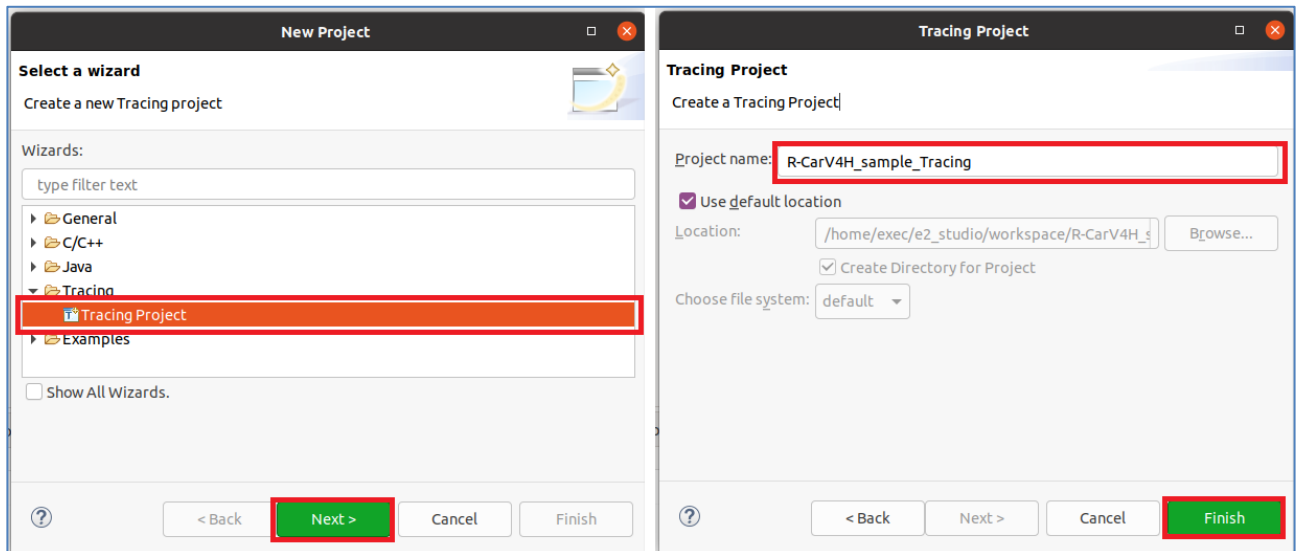 New Project
Select a wizard
Create a new Tracing project
Wizards:
type filter text
General
C/C++
Java
Tracing
Tracing Project
Examples
Show All Wizards.
< Back
Next >
Cancel
Finish
Tracing Project
Tracing Project
Create a Tracing Project
Project name: R-CarV4H_sample_Tracing
Use default location
Location: /home/exec/e2_studio/workspace/R-CarV4H_s Browse...
Create Directory for Project
Choose file system: default
< Back
Next >
Cancel
Finish